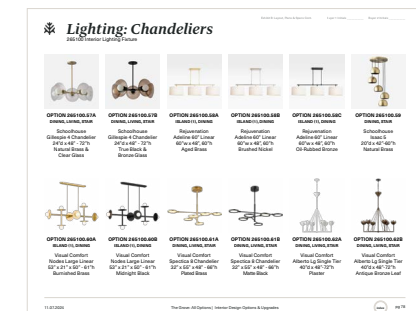 Lighting: Chandeliers
265100 Interior Lighting Fixture
OPTION 265100.57A
DINING, LIVING, STAIR
Schoolhouse
Gillespie 4 Chandelier
24"d x 48" - 72"h
Natural Brass &
Clear Glass
OPTION 265100.57B
DINING, LIVING, STAIR
Schoolhouse
Gillespie 4 Chandelier
24"d x 48" - 72"h
True Black &
Bronze Glass
OPTION 265100.58A
ISLAND (1), DINING
Rejuvenation
Adeline 60" Linear
60"w x 48", 60"h
Aged Brass
OPTION 265100.58B
ISLAND (1), DINING
Rejuvenation
Adeline 60" Linear
60"w x 48", 60"h
Brushed Nickel
OPTION 265100.58C
ISLAND (1), DINING
Rejuvenation
Adeline 60" Linear
60"w x 48", 60"h
Oil-Rubbed Bronze
OPTION 265100.59
DINING, LIVING, STAIR
Schoolhouse
Isaac 5
20"d x 42"-60"h
Natural Brass
OPTION 265100.60A
ISLAND (1), DINING
Visual Comfort
Nodes Large Linear
53" x 21" x 50" - 61"h
Burnished Brass
OPTION 265100.60B
ISLAND (1), DINING
Visual Comfort
Nodes Large Linear
53" x 21" x 50" - 61"h
Midnight Black
OPTION 265100.61A
DINING, LIVING, STAIR
Visual Comfort
Spectica 8 Chandelier
32" x 55" x 48" - 66"h
Plated Brass
OPTION 265100.61B
DINING, LIVING, STAIR
Visual Comfort
Spectica 8 Chandelier
32" x 55" x 48" - 66"h
Matte Black
OPTION 265100.62A
DINING, LIVING, STAIR
Visual Comfort
Alberto Lg Single Tier
40"d x 48"-72"h
Plaster
OPTION 265100.62B
DINING, LIVING, STAIR
Visual Comfort
Alberto Lg Single Tier
40"d x 48"-72"h
Antique Bronze Leaf
11.07.2024
The Grove: All Options | Interior Design Options & Upgrades